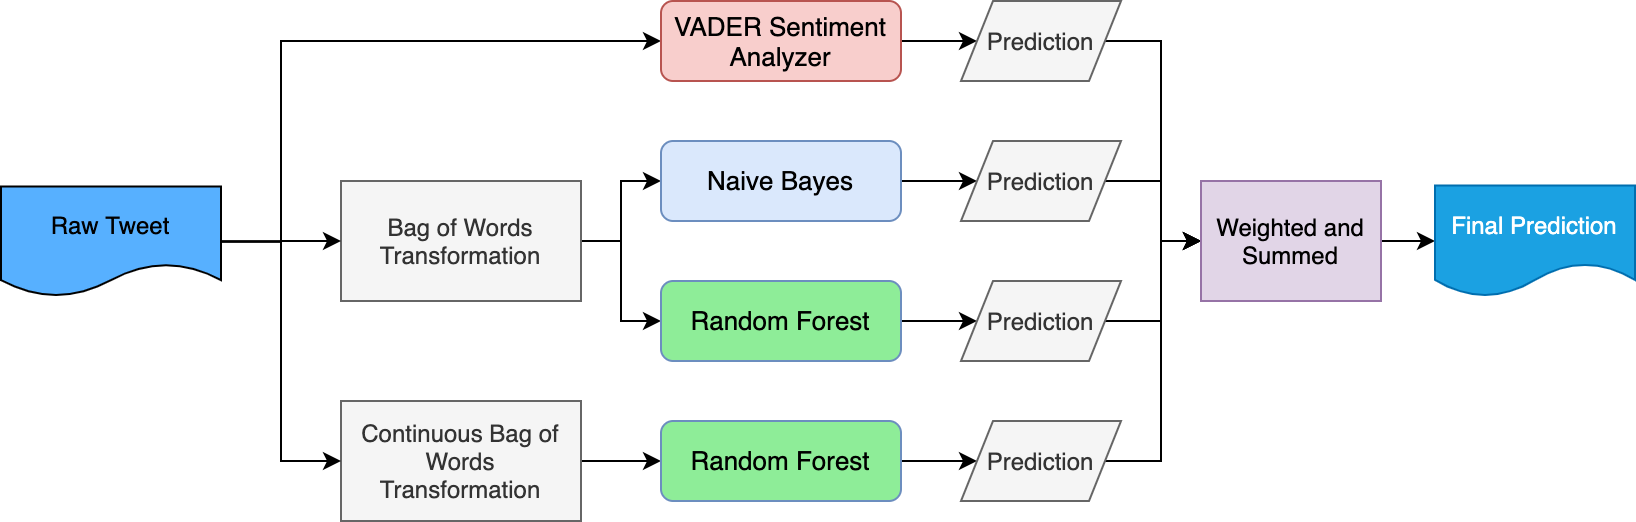 VADER Sentiment
Analyzer
Prediction
Raw Tweet
Bag of Words
Transformation
Naive Bayes
Prediction
Random Forest
Prediction
Weighted and
Summed
Final Prediction
Continuous Bag of
Words
Transformation
Random Forest
Prediction